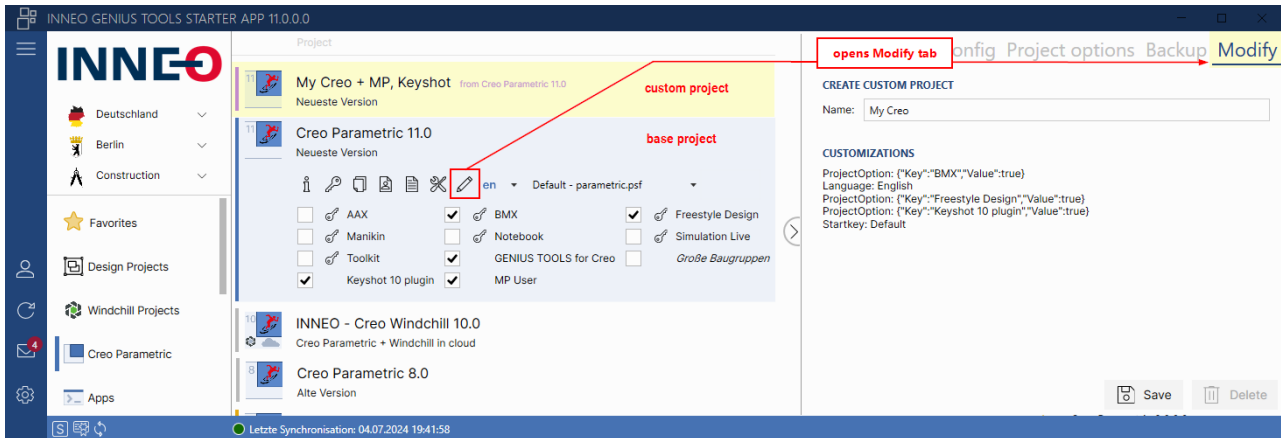 INNEO GENIUS TOOLS STARTER APP 11.0.0.0
INNEO
Deutschland
Berlin
Construction
Favorites
Design Projects
Windchill Projects
Creo Parametric
Apps
4
Project
11
My Creo + MP, Keyshot from Creo Parametric 11.0
Neueste Version
custom project
11
Creo Parametric 11.0
Neueste Version
base project
en Default - parametric.psf
AAX BMX Freestyle Design
Manikin Notebook Simulation Live
Toolkit GENIUS TOOLS for Creo Große Baugruppen
Keyshot 10 plugin MP User
10
INNEO - Creo Windchill 10.0
Creo Parametric + Windchill in cloud
8
Creo Parametric 8.0
Alte Version
opens Modify tab
Project options Backup Modify
CREATE CUSTOM PROJECT
Name: My Creo
CUSTOMIZATIONS
ProjectOption: {"Key":"BMX","Value":true}
Language: English
ProjectOption: {"Key":"Freestyle Design","Value":true}
ProjectOption: {"Key":"Keyshot 10 plugin","Value":true}
Startkey: Default
Save Delete
S
Letzte Synchronisation: 04.07.2024 19:41:58